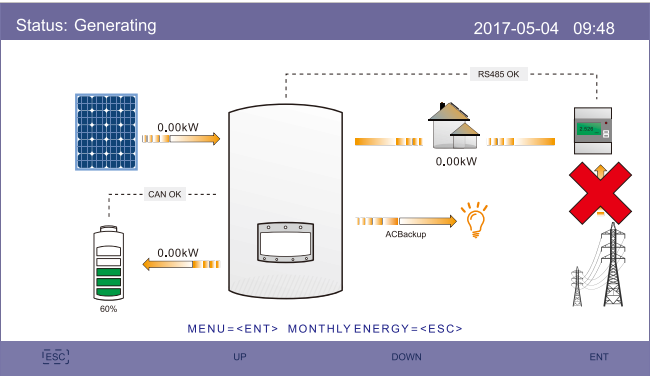 Status: Generating
2017-05-04 09:48
RS485 OK
0.00kW
0.00kW
CAN OK
0.00kW
ACBackup
60%
MENU=<ENT> MONTHLY ENERGY=<ESC>
ESC
UP
DOWN
ENT